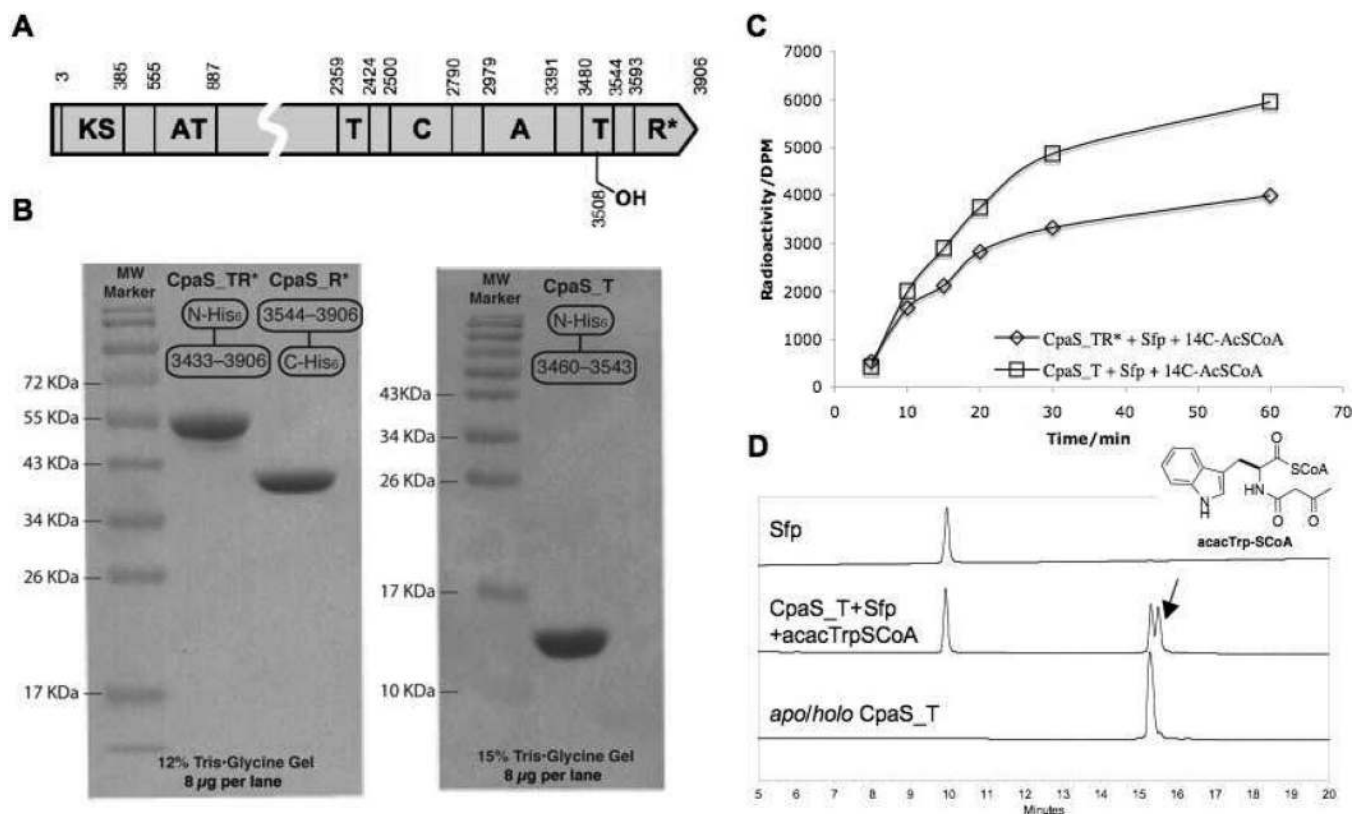 A
3
385
555
887
2359
2424
2500
2790
2979
3391
3480
3544
3593
3906
KS
AT
T
C
A
T
R*
3508
OH
B
MW
Marker
CpaS_TR*
N-His6
3433–3906
CpaS_R*
3544–3906
C-His6
72 KDa
55 KDa
43 KDa
34 KDa
26 KDa
17 KDa
12% Tris•Glycine Gel
8 µg per lane
MW
Marker
CpaS_T
N-His6
3460–3543
43KDa
34 KDa
26 KDa
17 KDa
10 KDa
15% Tris•Glycine Gel
8 µg per lane
C
Radioactivity/DPM
7000
6000
5000
4000
3000
2000
1000
0
0 10 20 30 40 50 60 70
Time/min
CpaS_TR* + Sfp + 14C-AcSCoA
CpaS_T + Sfp + 14C-AcSCoA
D
O
SCoA
N
H
NH
O
O
acacTrp-SCoA
Sfp
CpaS_T+Sfp
+acacTrpSCoA
apo/holo CpaS_T
5 6 7 8 9 10 11 12 13 14 15 16 17 18 19 20
Minutes